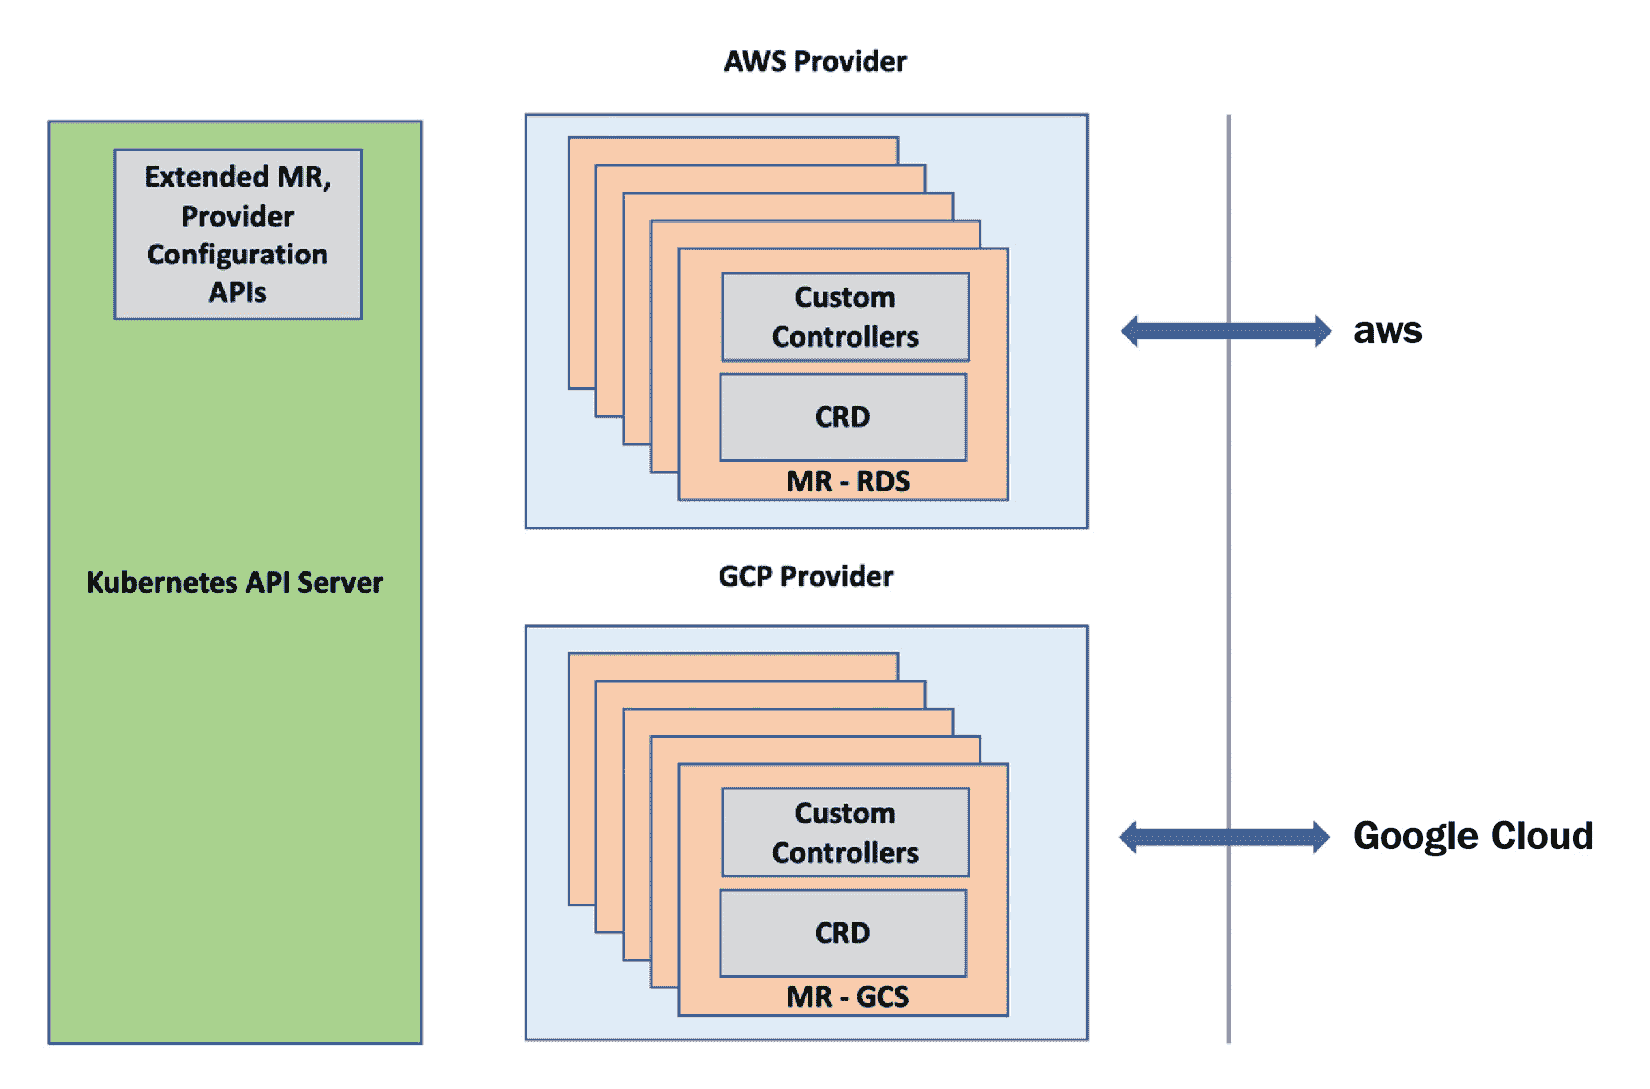 AWS Provider
Extended MR,
Provider
Configuration
APIs
Kubernetes API Server
Custom
Controllers
CRD
MR - RDS
aws
GCP Provider
Custom
Controllers
CRD
MR - GCS
Google Cloud